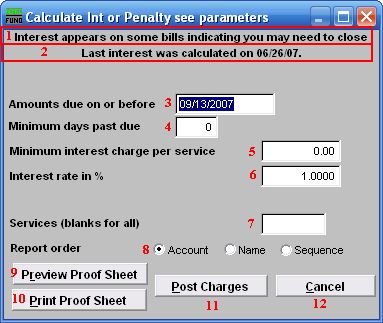 FUND Calculate Int or Penalty see parameters
1 Interest appears on some bills indicating you may need to close
2 Last interest was calculated on 06/26/07.
Amounts due on or before 3 09/13/2007
Minimum days past due 4 0
Minimum interest charge per service 5 0.00
Interest rate in % 6 1.0000
Services (blanks for all) 7
Report order 8 Account Name Sequence
9 Preview Proof Sheet
10 Print Proof Sheet
Post Charges Cancel
11 12